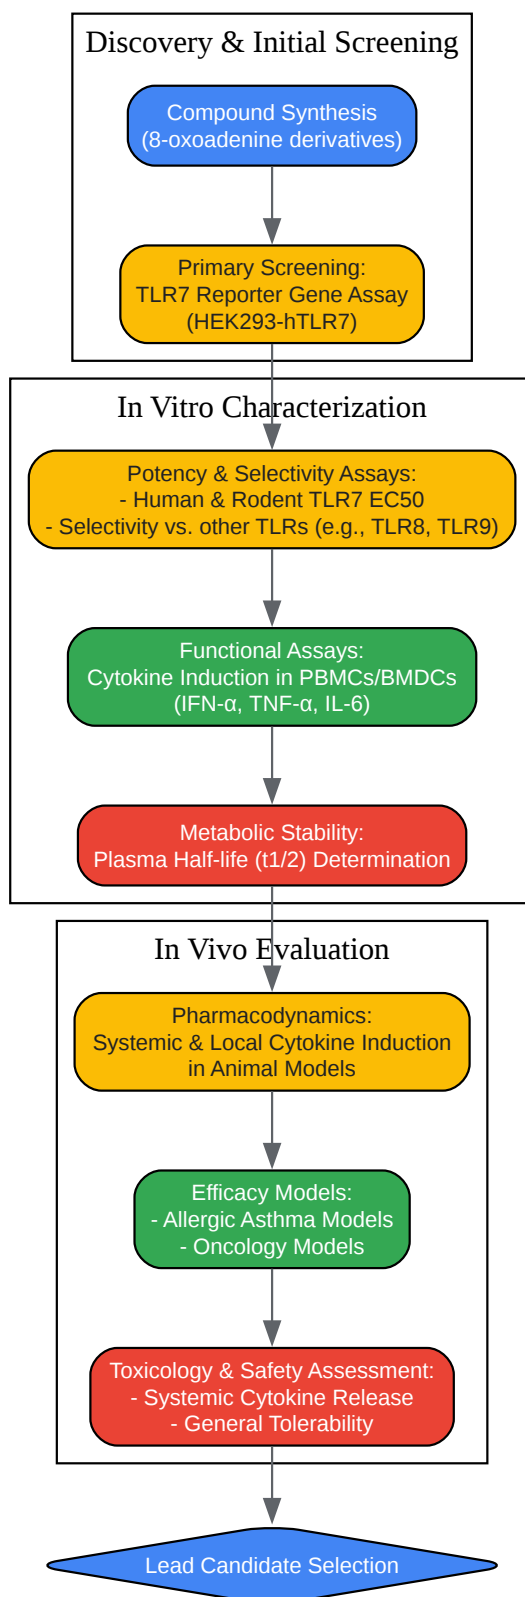 Discovery & Initial Screening
Compound Synthesis
(8-oxoadenine derivatives)
Primary Screening:
TLR7 Reporter Gene Assay
(HEK293-hTLR7)
In Vitro Characterization
Potency & Selectivity Assays:
- Human & Rodent TLR7 EC50
- Selectivity vs. other TLRs (e.g., TLR8, TLR9)
Functional Assays:
Cytokine Induction in PBMCs/BMDCs
(IFN-α, TNF-α, IL-6)
Metabolic Stability:
Plasma Half-life (t1/2) Determination
In Vivo Evaluation
Pharmacodynamics:
Systemic & Local Cytokine Induction
in Animal Models
Efficacy Models:
- Allergic Asthma Models
- Oncology Models
Toxicology & Safety Assessment:
- Systemic Cytokine Release
- General Tolerability
Lead Candidate Selection